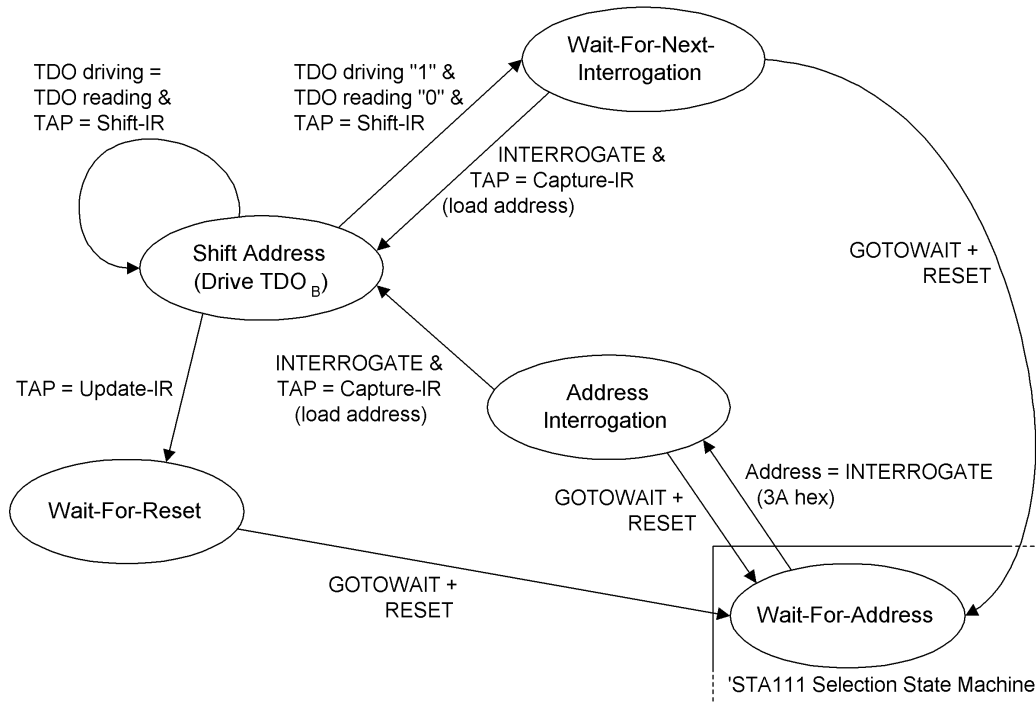 Wait-For-Next-
Interrogation
TDO driving =
TDO reading &
TAP = Shift-IR
TDO driving "1" &
TDO reading "0" &
TAP = Shift-IR
INTERROGATE &
TAP = Capture-IR
(load address)
Shift Address
(Drive TDO B)
GOTOWAIT +
RESET
TAP = Update-IR
INTERROGATE &
TAP = Capture-IR
(load address)
Address
Interrogation
Wait-For-Reset
GOTOWAIT +
RESET
Address = INTERROGATE
(3A hex)
GOTOWAIT +
RESET
Wait-For-Address
'STA111 Selection State Machine